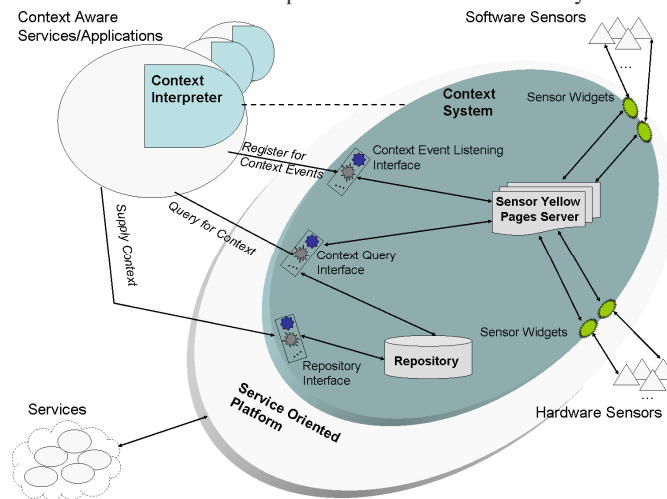 Context Aware
Services/Applications
Software Sensors
...
Context
Interpreter
Context
System
Sensor Widgets
Register for
Context Events
Context Event Listening
Interface
...
Sensor Yellow
Pages Server
Supply Context
Query for Context
Context Query
Interface
...
Sensor Widgets
Repository
Repository
Interface
...
Service Oriented
Platform
Services
...
Hardware Sensors